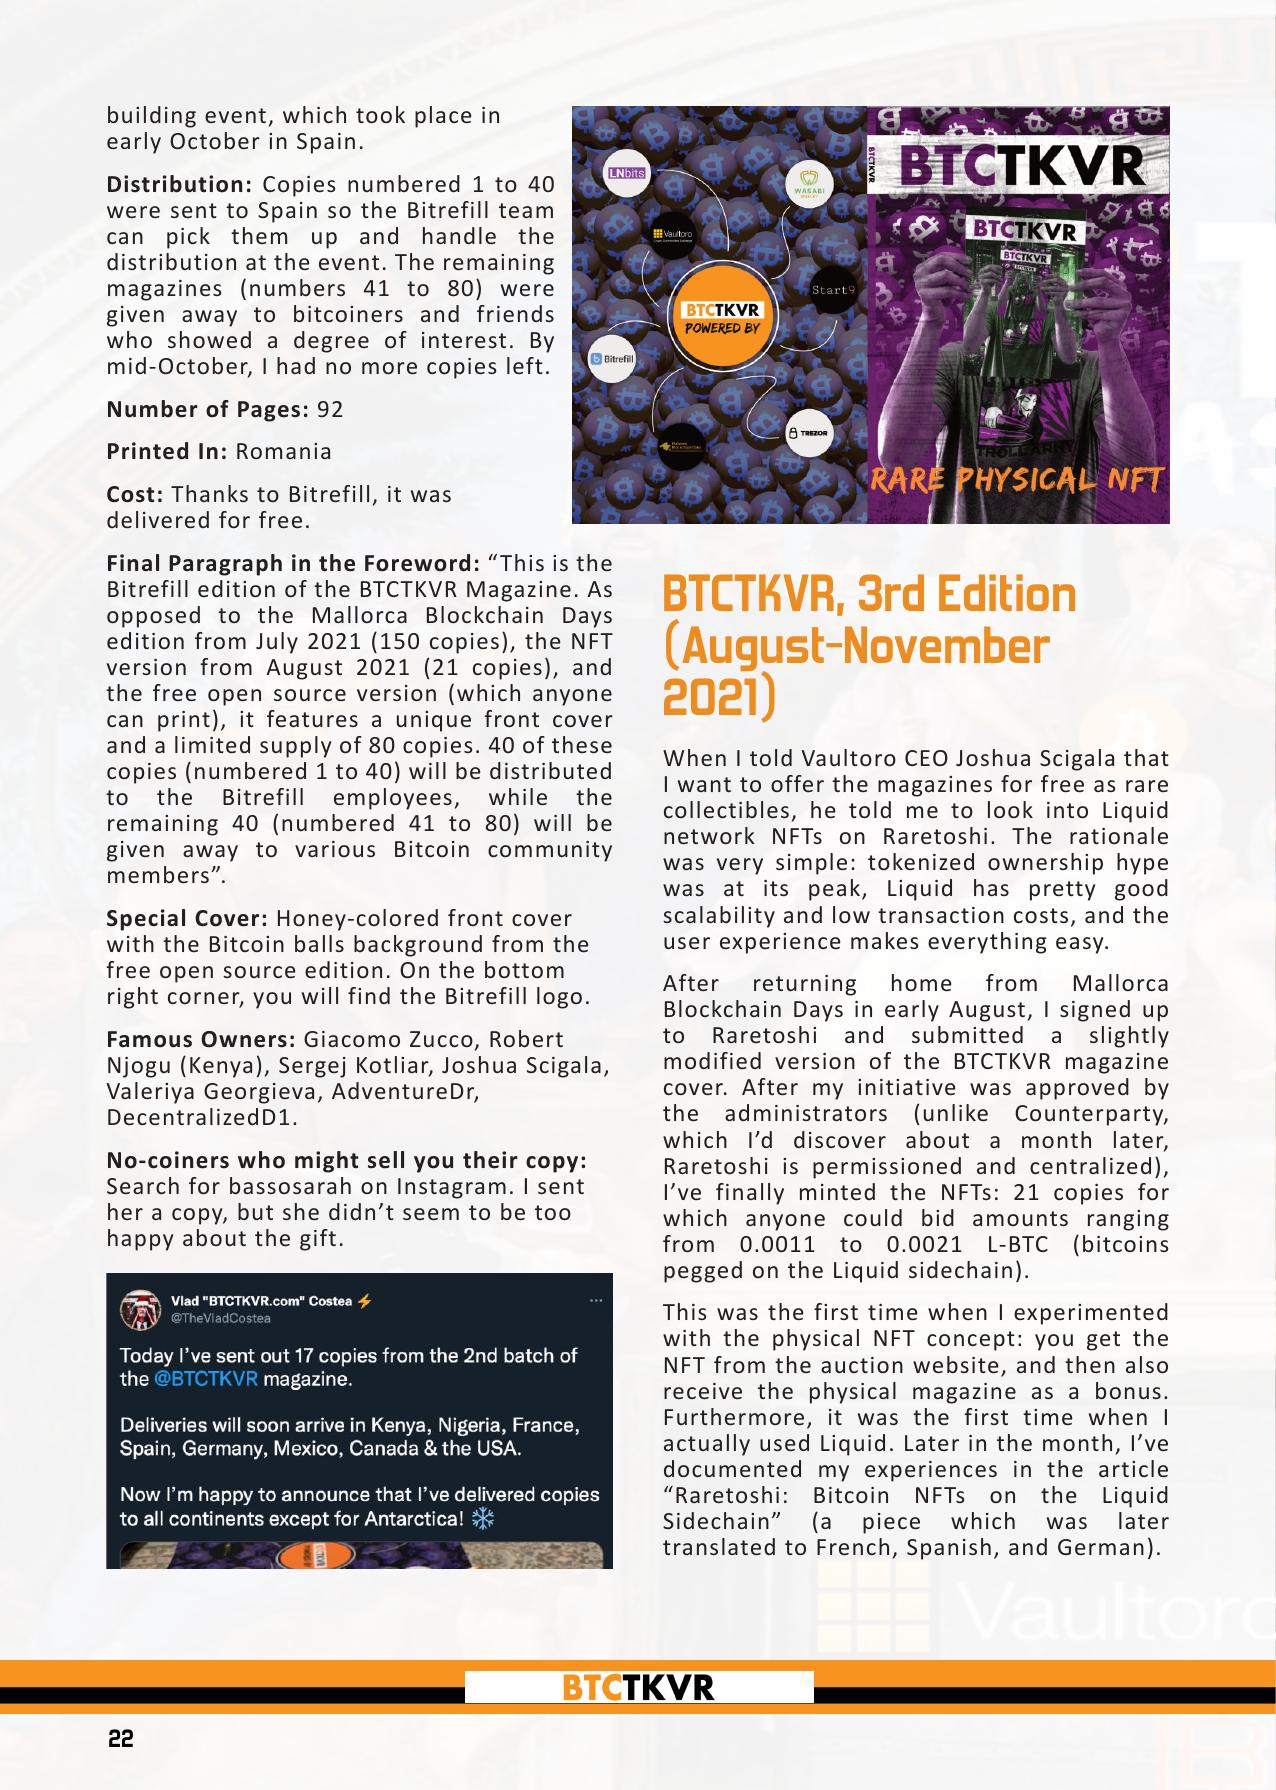 building event, which took place in
early October in Spain.
Distribution: Copies numbered 1 to 40
were sent to Spain so the Bitrefill team
can pick them up and handle the
distribution at the event. The remaining
magazines (numbers 41 to 80) were
given away to bitcoiners and friends
who showed a degree of interest. By
mid-October, I had no more copies left.
Number of Pages: 92
Printed In: Romania
Cost: Thanks to Bitrefill, it was
delivered for free.
Final Paragraph in the Foreword: “This is the
Bitrefill edition of the BTCTKVR Magazine. As
opposed to the Mallorca Blockchain Days
edition from July 2021 (150 copies), the NFT
version from August 2021 (21 copies), and
the free open source version (which anyone
can print), it features a unique front cover
and a limited supply of 80 copies. 40 of these
copies (numbered 1 to 40) will be distributed
to the Bitrefill employees, while the
remaining 40 (numbered 41 to 80) will be
given away to various Bitcoin community
members”.
Special Cover: Honey-colored front cover
with the Bitcoin balls background from the
free open source edition. On the bottom
right corner, you will find the Bitrefill logo.
Famous Owners: Giacomo Zucco, Robert
Njogu (Kenya), Sergej Kotliar, Joshua Scigala,
Valeriya Georgieva, AdventureDr,
DecentralizedD1.
No-coiners who might sell you their copy:
Search for bassosarah on Instagram. I sent
her a copy, but she didn’t seem to be too
happy about the gift.
Vlad "BTCTKVR.com" Costea
@TheVladCostea
Today I’ve sent out 17 copies from the 2nd batch of
the @BTCTKVR magazine.
Deliveries will soon arrive in Kenya, Nigeria, France,
Spain, Germany, Mexico, Canada & the USA.
Now I’m happy to announce that I’ve delivered copies
to all continents except for Antarctica!
LNbits
WASABI
WALLET
Vaultoro
Start9
BTCTKVR
POWERED BY
Bitrefill
TREZOR
BTCTKVR
BTCTKVR
BTCTKVR
BTCTKVR
TROLL ARMY
RARE PHYSICAL NFT
BTCTKVR, 3rd Edition
(August-November
2021)
When I told Vaultoro CEO Joshua Scigala that
I want to offer the magazines for free as rare
collectibles, he told me to look into Liquid
network NFTs on Raretoshi. The rationale
was very simple: tokenized ownership hype
was at its peak, Liquid has pretty good
scalability and low transaction costs, and the
user experience makes everything easy.
After returning home from Mallorca
Blockchain Days in early August, I signed up
to Raretoshi and submitted a slightly
modified version of the BTCTKVR magazine
cover. After my initiative was approved by
the administrators (unlike Counterparty,
which I’d discover about a month later,
Raretoshi is permissioned and centralized),
I’ve finally minted the NFTs: 21 copies for
which anyone could bid amounts ranging
from 0.0011 to 0.0021 L-BTC (bitcoins
pegged on the Liquid sidechain).
This was the first time when I experimented
with the physical NFT concept: you get the
NFT from the auction website, and then also
receive the physical magazine as a bonus.
Furthermore, it was the first time when I
actually used Liquid. Later in the month, I’ve
documented my experiences in the article
“Raretoshi: Bitcoin NFTs on the Liquid
Sidechain” (a piece which was later
translated to French, Spanish, and German).
Vaultoro
BTCTKVR
22